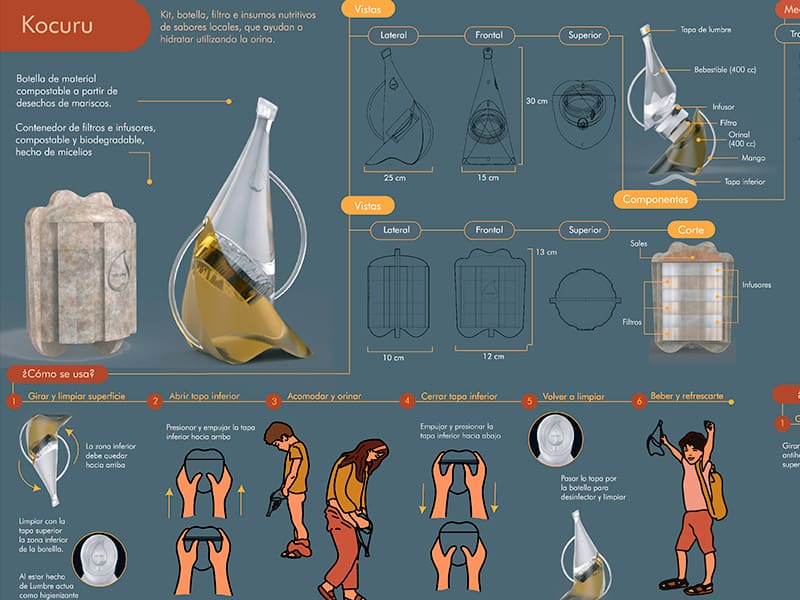 Kocuru
Kit, botella, filtro e insumos nutritivos
de sabores locales, que ayudan a
hidratar utilizando la orina.
Botella de material
compostable a partir de
desechos de mariscos.
Contenedor de filtros e infusores,
compostable y biodegradable,
hecho de micelios
Vistas
Lateral
Frontal
Superior
30 cm
25 cm
15 cm
Tapa de lumbre
Bebestible (400 cc)
Infusor
Filtro
Orinal
(400 cc)
Mango
Tapa inferior
Componentes
Vistas
Lateral
Frontal
Superior
13 cm
10 cm
12 cm
Corte
Sales
Infusores
Filtros
¿Cómo se usa?
1 Girar y limpiar superficie
La zona inferior
debe quedar
hacia arriba
Limpiar con la
tapa superior
la zona inferior
de la botellla.
Al estar hecho
de Lumbre actua
como higienizante
2 Abrir tapa inferior
Presionar y empujar la tapa
inferior hacia arriba
3 Acomodar y orinar
4 Cerrar tapa inferior
Empujar y presionar la
tapa inferior hacia abajo
5 Volver a limpiar
Pasar la tapa por
la botella para
desinfectar y limpiar
6 Beber y refrescarte
1